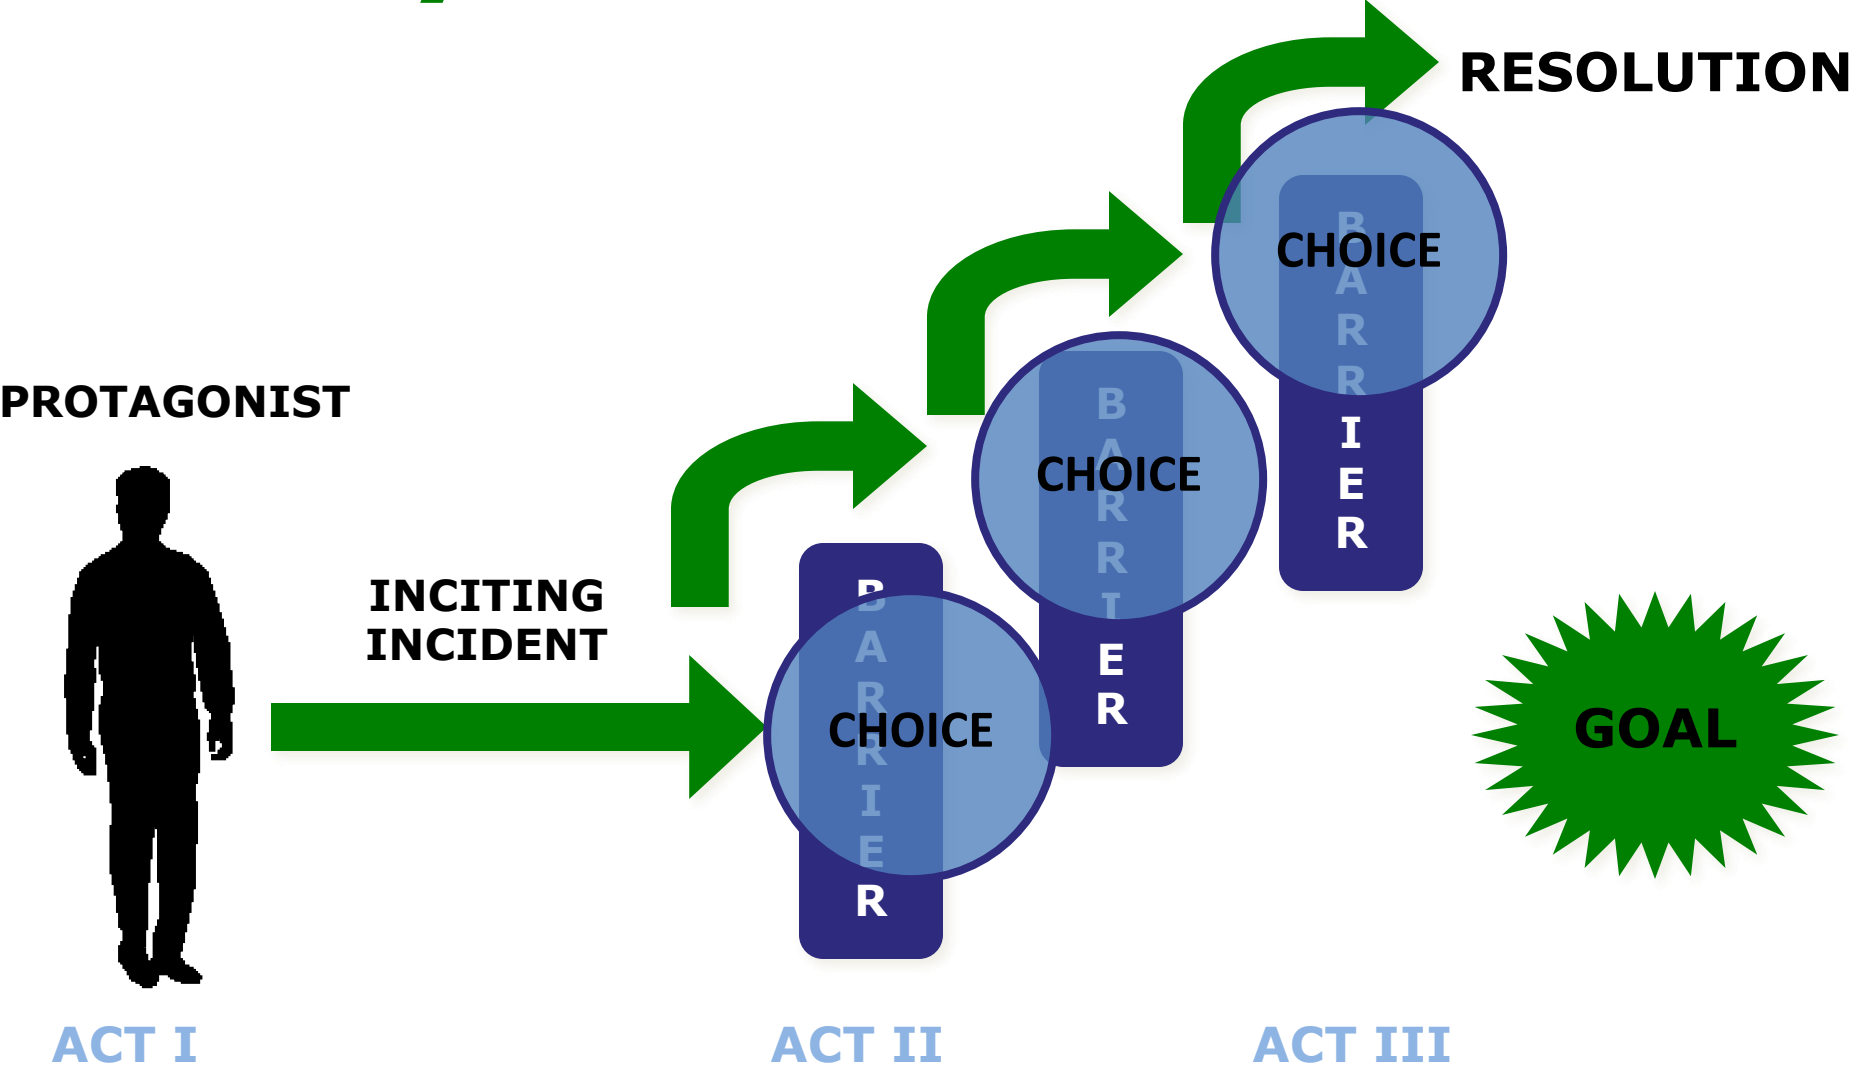 RESOLUTION
BARRIER
CHOICE
BARRIER
CHOICE
PROTAGONIST
INCITING
INCIDENT
BARRIER
CHOICE
GOAL
ACT I
ACT II
ACT III